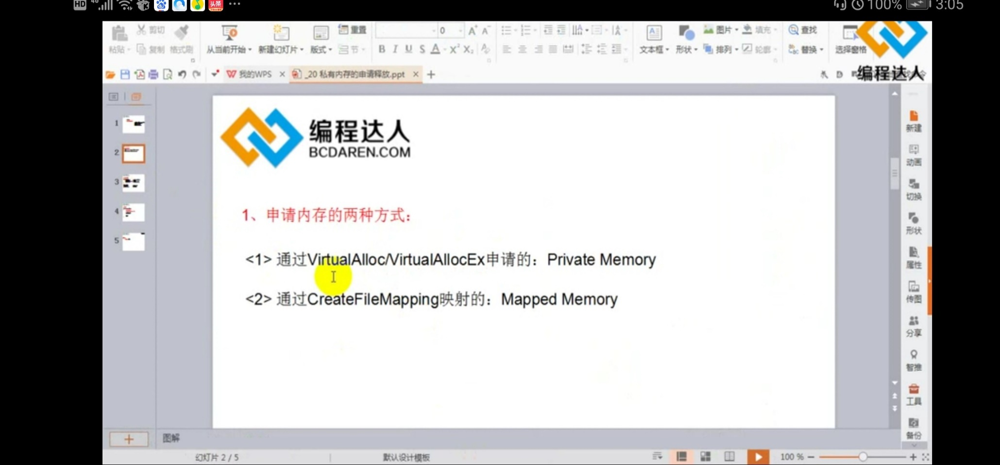 HD 4G 100% 3:05
粘贴 剪切 复制 格式刷 从当前开始 新建幻灯片 版式 重置 节 0 文本框 形状 图片 排列 填充 轮廓 查找 替换 选择窗格
B I U S A X² X₂
我的WPS × _20 私有内存的申请释放.ppt × +
编程达人
1
2
3
4
5
编程达人
BCDAREN.COM
1、申请内存的两种方式：
<1> 通过VirtualAlloc/VirtualAllocEx申请的：Private Memory
<2> 通过CreateFileMapping映射的：Mapped Memory
新建
动画
切换
形状
属性
传图
分享
智推
工具
备份
图解
幻灯片 2 / 5 默认设计模板 100 %